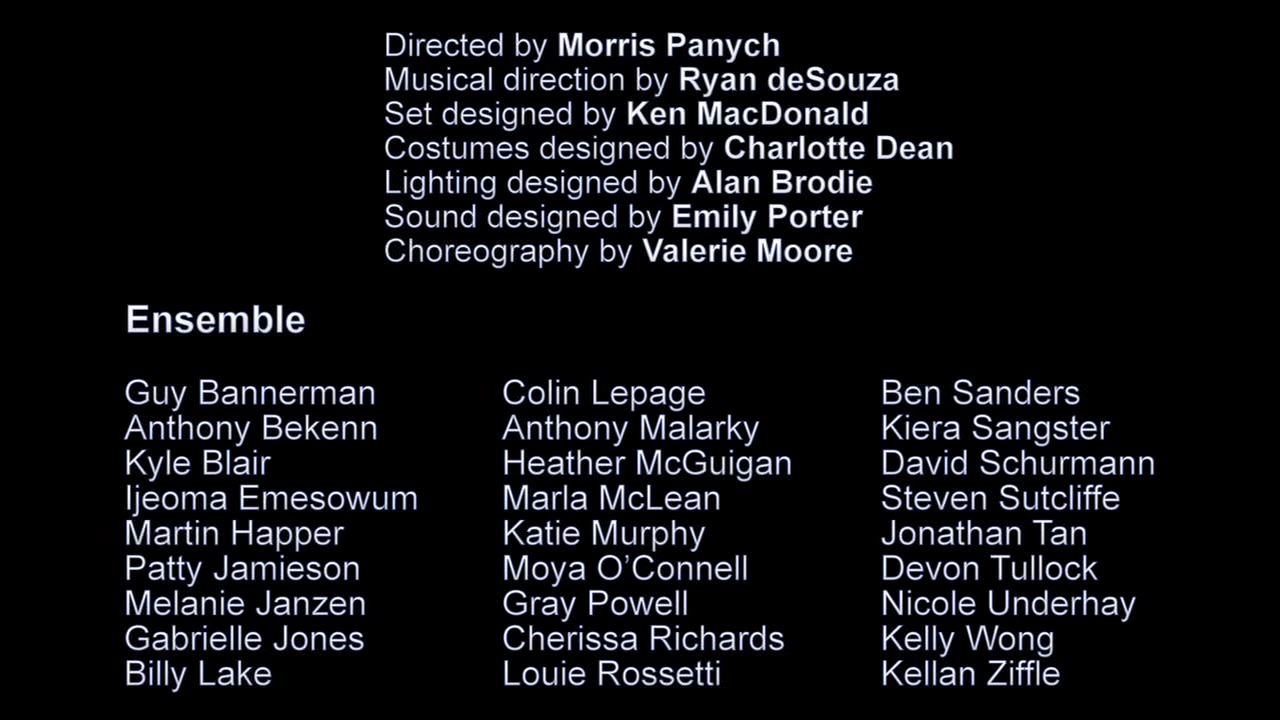 Directed by Morris Panych
Musical direction by Ryan deSouza
Set designed by Ken MacDonald
Costumes designed by Charlotte Dean
Lighting designed by Alan Brodie
Sound designed by Emily Porter
Choreography by Valerie Moore
Ensemble
Guy Bannerman
Anthony Bekenn
Kyle Blair
Ijeoma Emesowum
Martin Happer
Patty Jamieson
Melanie Janzen
Gabrielle Jones
Billy Lake
Colin Lepage
Anthony Malarky
Heather McGuigan
Marla McLean
Katie Murphy
Moya O’Connell
Gray Powell
Cherissa Richards
Louie Rossetti
Ben Sanders
Kiera Sangster
David Schurmann
Steven Sutcliffe
Jonathan Tan
Devon Tullock
Nicole Underhay
Kelly Wong
Kellan Ziffle